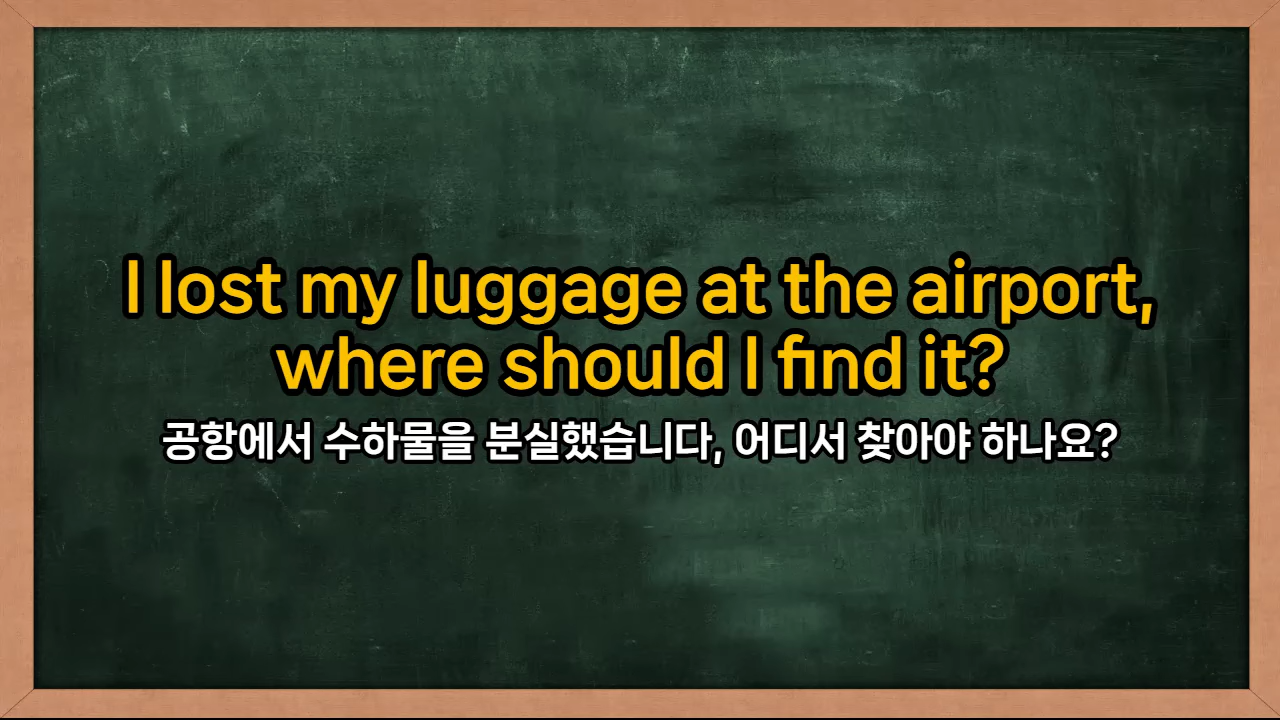 I lost my luggage at the airport,
where should I find it?
공항에서 수하물을 분실했습니다, 어디서 찾아야 하나요?